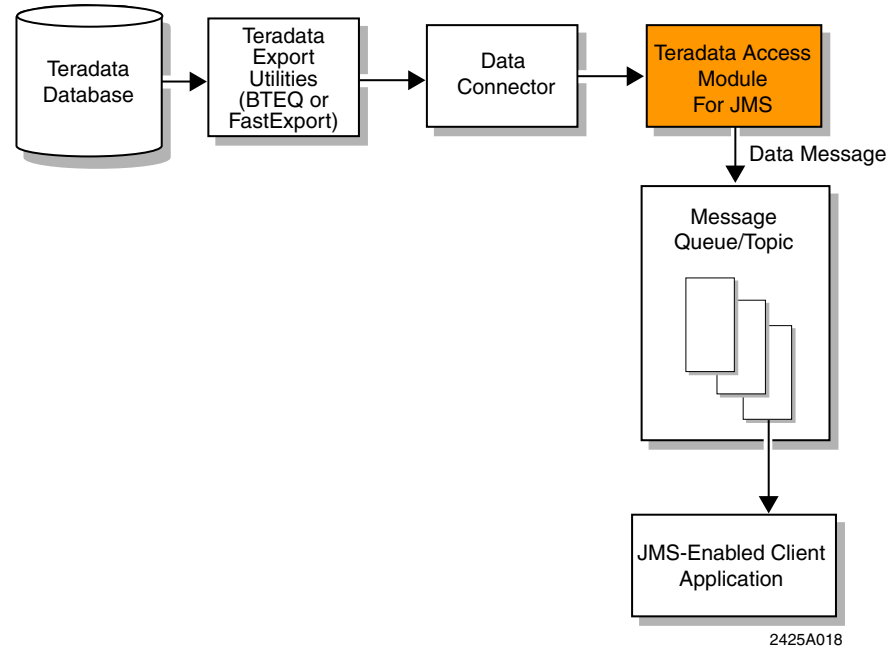 Teradata
Database
Teradata
Export
Utilities
(BTEQ or
FastExport)
Data
Connector
Teradata Access
Module
For JMS
Data Message
Message
Queue/Topic
JMS-Enabled Client
Application
2425A018